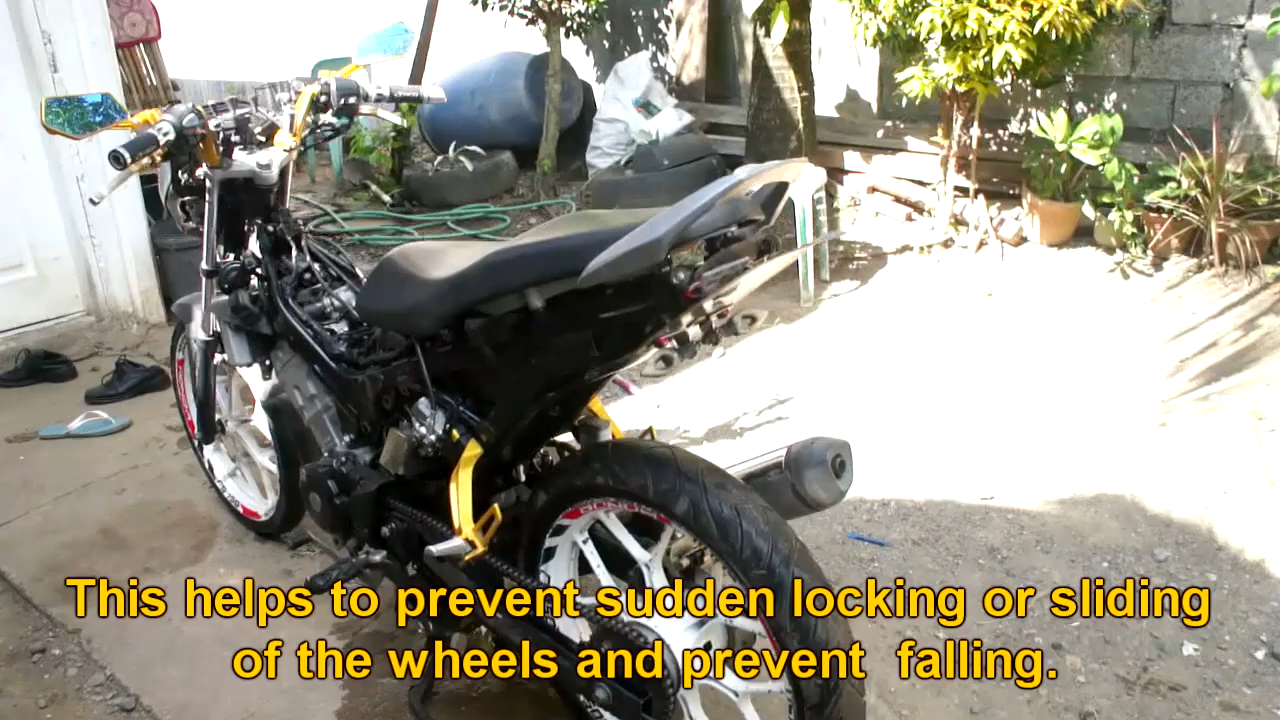 This helps to prevent sudden locking or sliding
of the wheels and prevent falling.